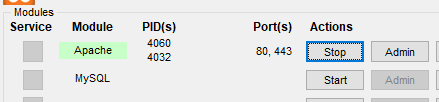 Modules
Service Module PID(s) Port(s) Actions
Apache 4060 4032 80, 443 Stop Admin
MySQL Start Admin